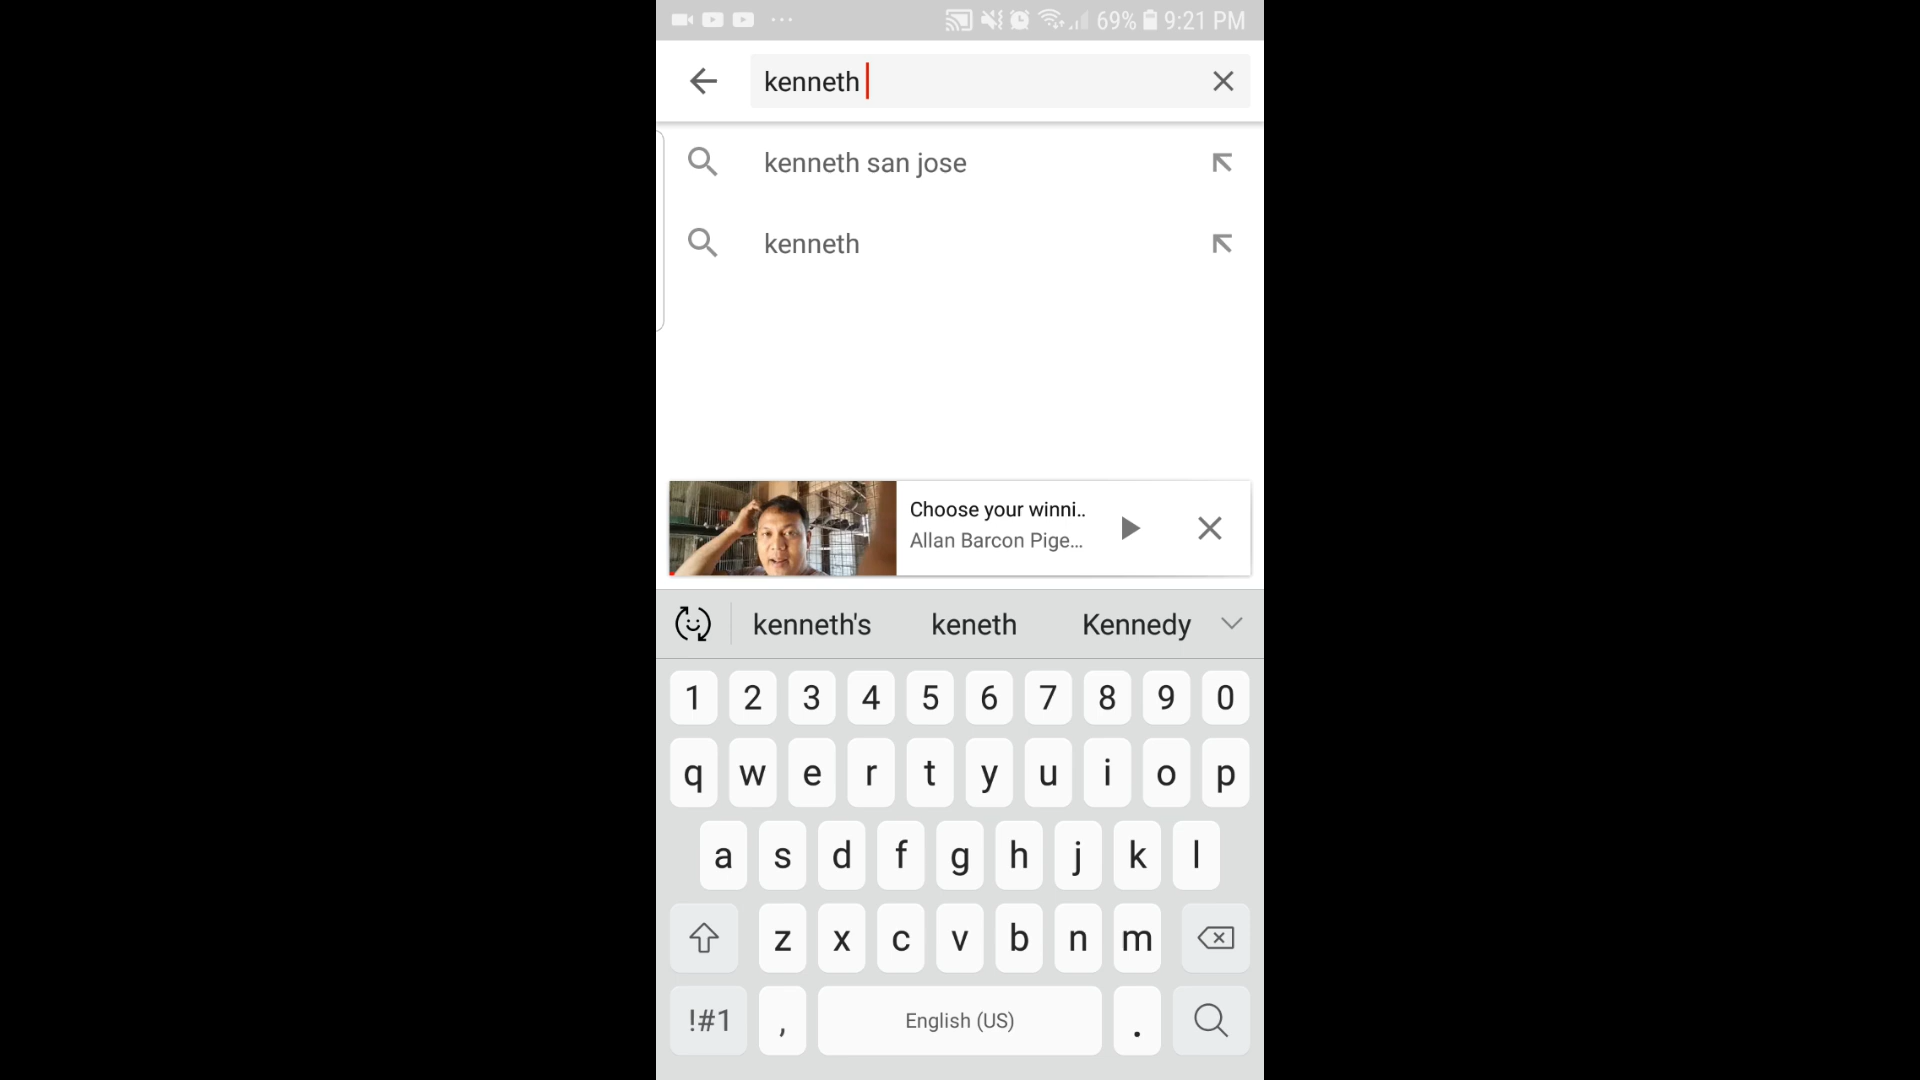 69% 9:21 PM
kenneth
kenneth san jose
kenneth
Choose your winni..
Allan Barcon Pige...
kenneth's keneth Kennedy
1 2 3 4 5 6 7 8 9 0
q w e r t y u i o p
a s d f g h j k l
z x c v b n m
!#1 , English (US) .